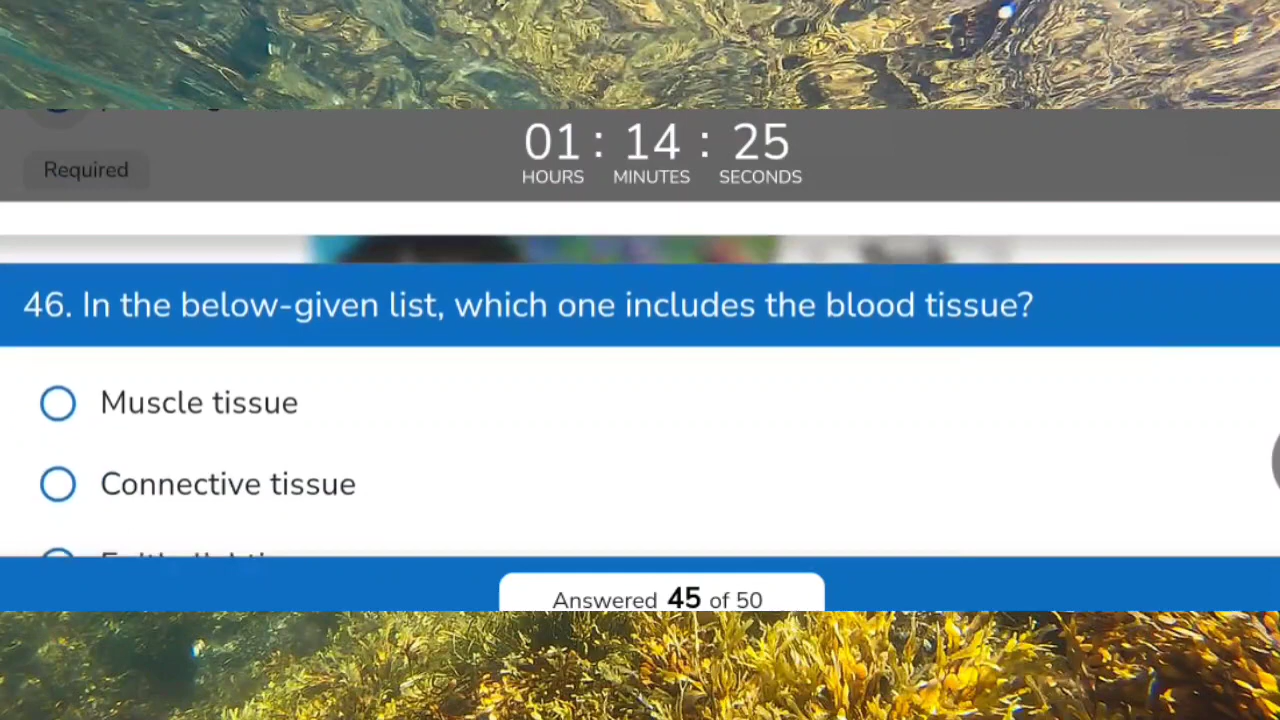 01 : 14 : 25
HOURS MINUTES SECONDS
Required
46. In the below-given list, which one includes the blood tissue?
Muscle tissue
Connective tissue
Answered 45 of 50